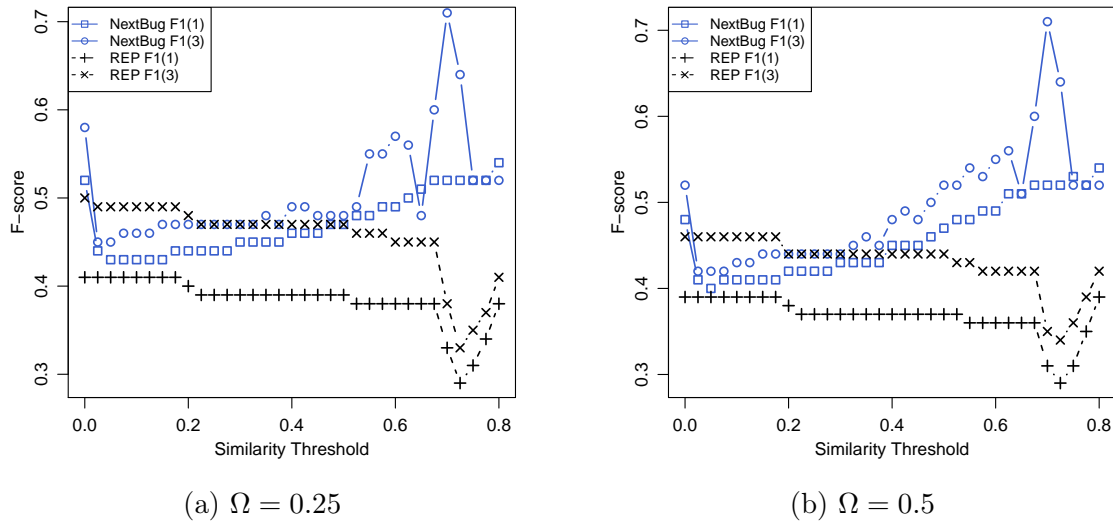 NextBug F1(1)
NextBug F1(3)
REP F1(1)
REP F1(3)
F-score
0.7
0.6
0.5
0.4
0.3
0.0 0.2 0.4 0.6 0.8
Similarity Threshold
(a) Ω = 0.25
NextBug F1(1)
NextBug F1(3)
REP F1(1)
REP F1(3)
F-score
0.7
0.6
0.5
0.4
0.3
0.0 0.2 0.4 0.6 0.8
Similarity Threshold
(b) Ω = 0.5